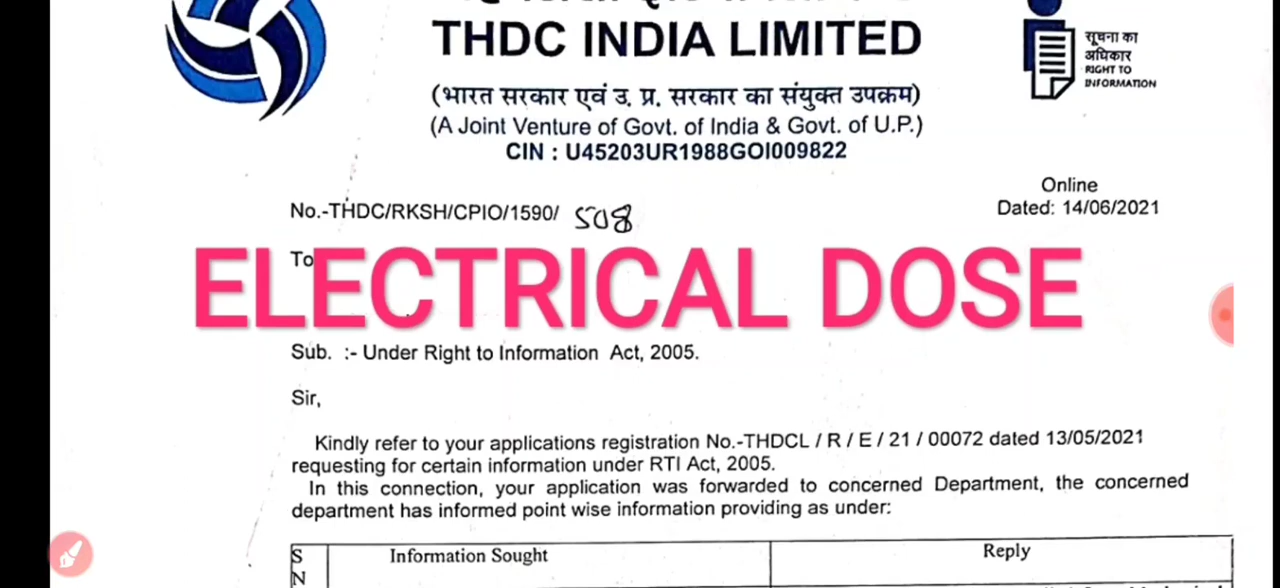 THDC INDIA LIMITED
सूचना का
अधिकार
RIGHT TO
INFORMATION
(भारत सरकार एवं उ. प्र. सरकार का संयुक्त उपक्रम)
(A Joint Venture of Govt. of India & Govt. of U.P.)
CIN : U45203UR1988GOI009822
Online
No.-THDC/RKSH/CPIO/1590/ 508
Dated: 14/06/2021
To
ELECTRICAL DOSE
Sub. :- Under Right to Information Act, 2005.
Sir,
Kindly refer to your applications registration No.-THDCL / R / E / 21 / 00072 dated 13/05/2021
requesting for certain information under RTI Act, 2005.
In this connection, your application was forwarded to concerned Department, the concerned
department has informed point wise information providing as under:
S
N
Information Sought
Reply